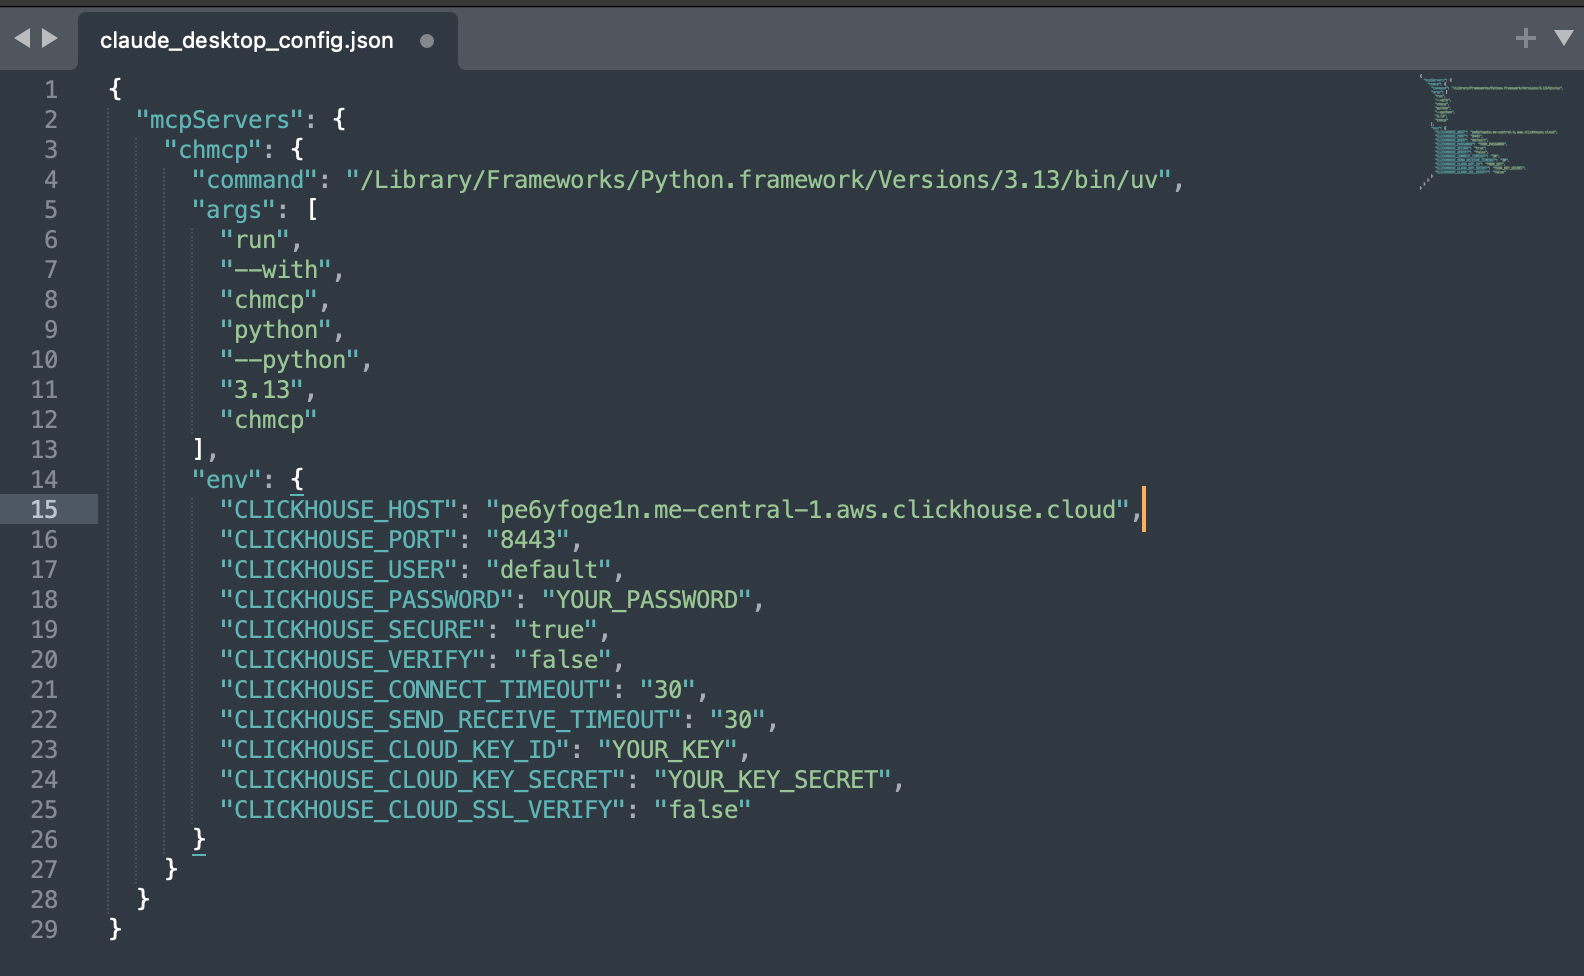 claude_desktop_config.json
1 {
2 "mcpServers": {
3 "chmcp": {
4 "command": "/Library/Frameworks/Python.framework/Versions/3.13/bin/uv",
5 "args": [
6 "run",
7 "--with",
8 "chmcp",
9 "python",
10 "--python",
11 "3.13",
12 "chmcp"
13 ],
14 "env": {
15 "CLICKHOUSE_HOST": "pe6yfoge1n.me-central-1.aws.clickhouse.cloud",
16 "CLICKHOUSE_PORT": "8443",
17 "CLICKHOUSE_USER": "default",
18 "CLICKHOUSE_PASSWORD": "YOUR_PASSWORD",
19 "CLICKHOUSE_SECURE": "true",
20 "CLICKHOUSE_VERIFY": "false",
21 "CLICKHOUSE_CONNECT_TIMEOUT": "30",
22 "CLICKHOUSE_SEND_RECEIVE_TIMEOUT": "30",
23 "CLICKHOUSE_CLOUD_KEY_ID": "YOUR_KEY",
24 "CLICKHOUSE_CLOUD_KEY_SECRET": "YOUR_KEY_SECRET",
25 "CLICKHOUSE_CLOUD_SSL_VERIFY": "false"
26 }
27 }
28 }
29 }